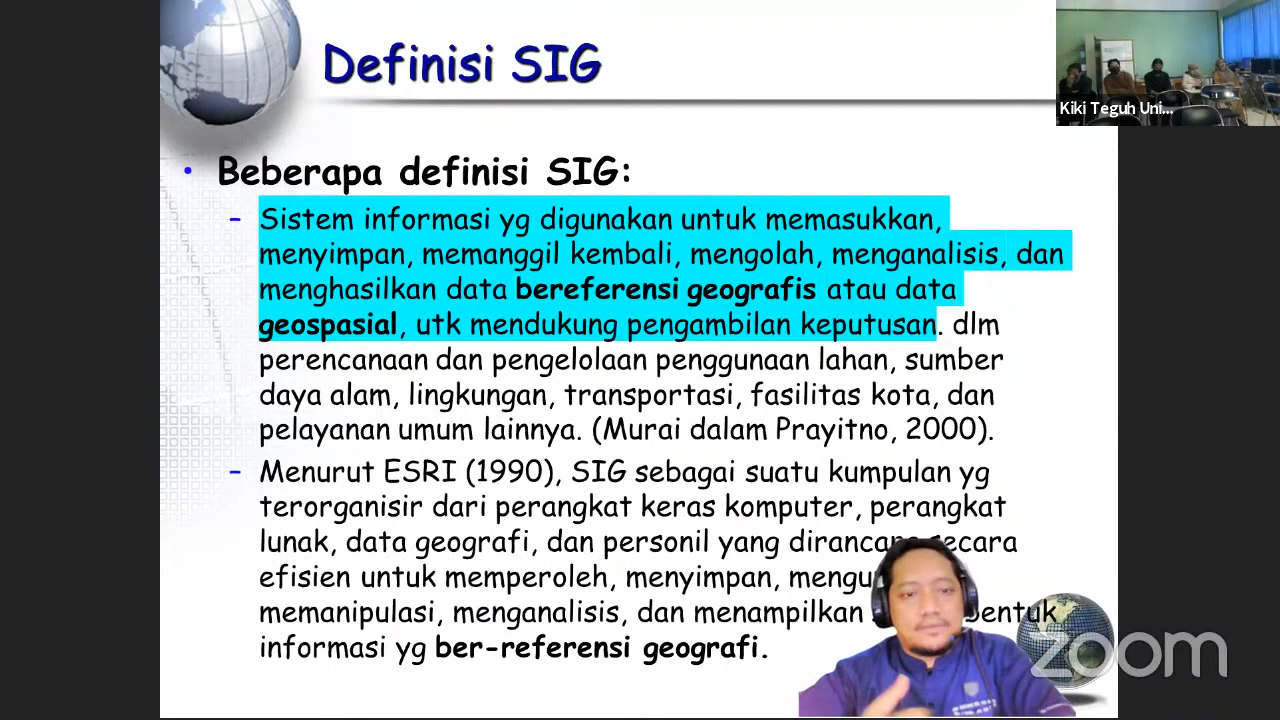 Definisi SIG
Kiki Teguh Uni...
• Beberapa definisi SIG:
– Sistem informasi yg digunakan untuk memasukkan,
menyimpan, memanggil kembali, mengolah, menganalisis, dan
menghasilkan data bereferensi geografis atau data
geospasial, utk mendukung pengambilan keputusan. dlm
perencanaan dan pengelolaan penggunaan lahan, sumber
daya alam, lingkungan, transportasi, fasilitas kota, dan
pelayanan umum lainnya. (Murai dalam Prayitno, 2000).
– Menurut ESRI (1990), SIG sebagai suatu kumpulan yg
terorganisir dari perangkat keras komputer, perangkat
lunak, data geografi, dan personil yang dirancang secara
efisien untuk memperoleh, menyimpan,
memanipulasi, menganalisis, dan menampilkan bentuk
informasi yg ber-referensi geografi.
zoom